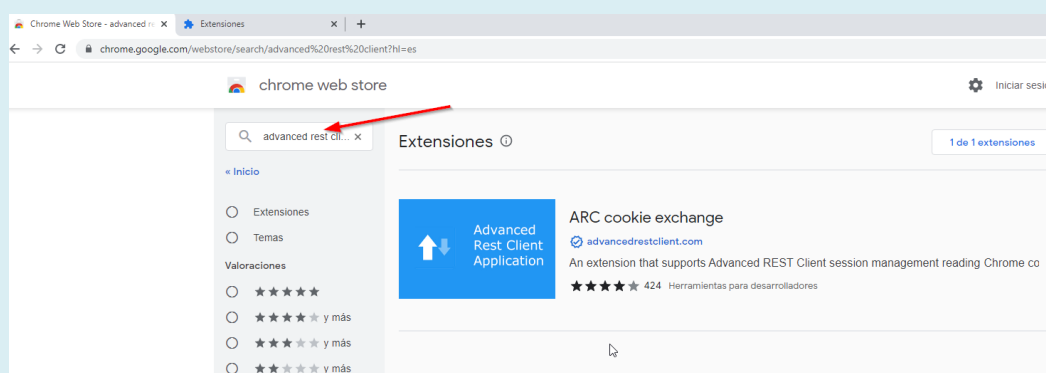 Chrome Web Store - advanced r
Extensiones
chrome.google.com/webstore/search/advanced%20rest%20client?hl=es
chrome web store
Iniciar sesi
advanced rest cli...
Extensiones
1 de 1 extensiones
« Inicio
Extensiones
Temas
Valoraciones
y más
y más
y más
Advanced
Rest Client
Application
ARC cookie exchange
advancedrestclient.com
An extension that supports Advanced REST Client session management reading Chrome co
424 Herramientas para desarrolladores